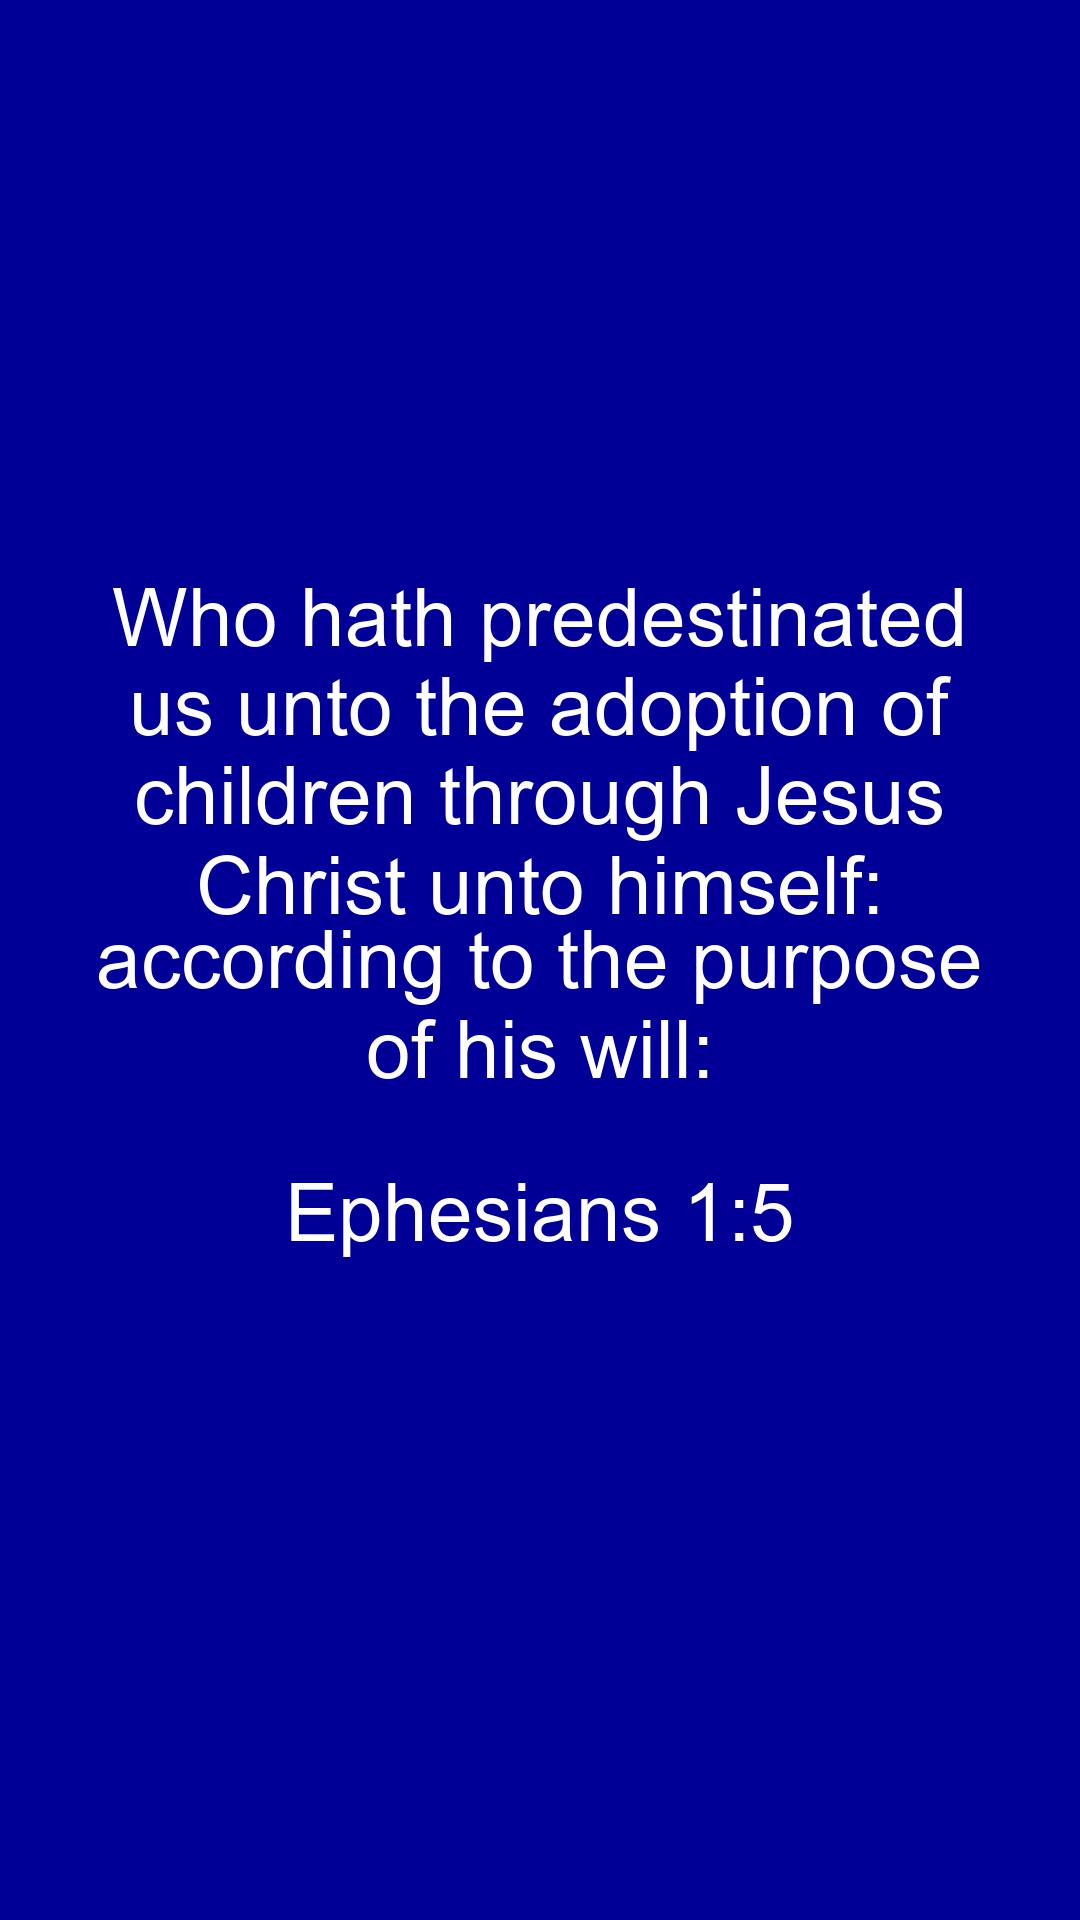 Who hath predestinated
us unto the adoption of
children through Jesus
Christ unto himself:
according to the purpose
of his will:
Ephesians 1:5